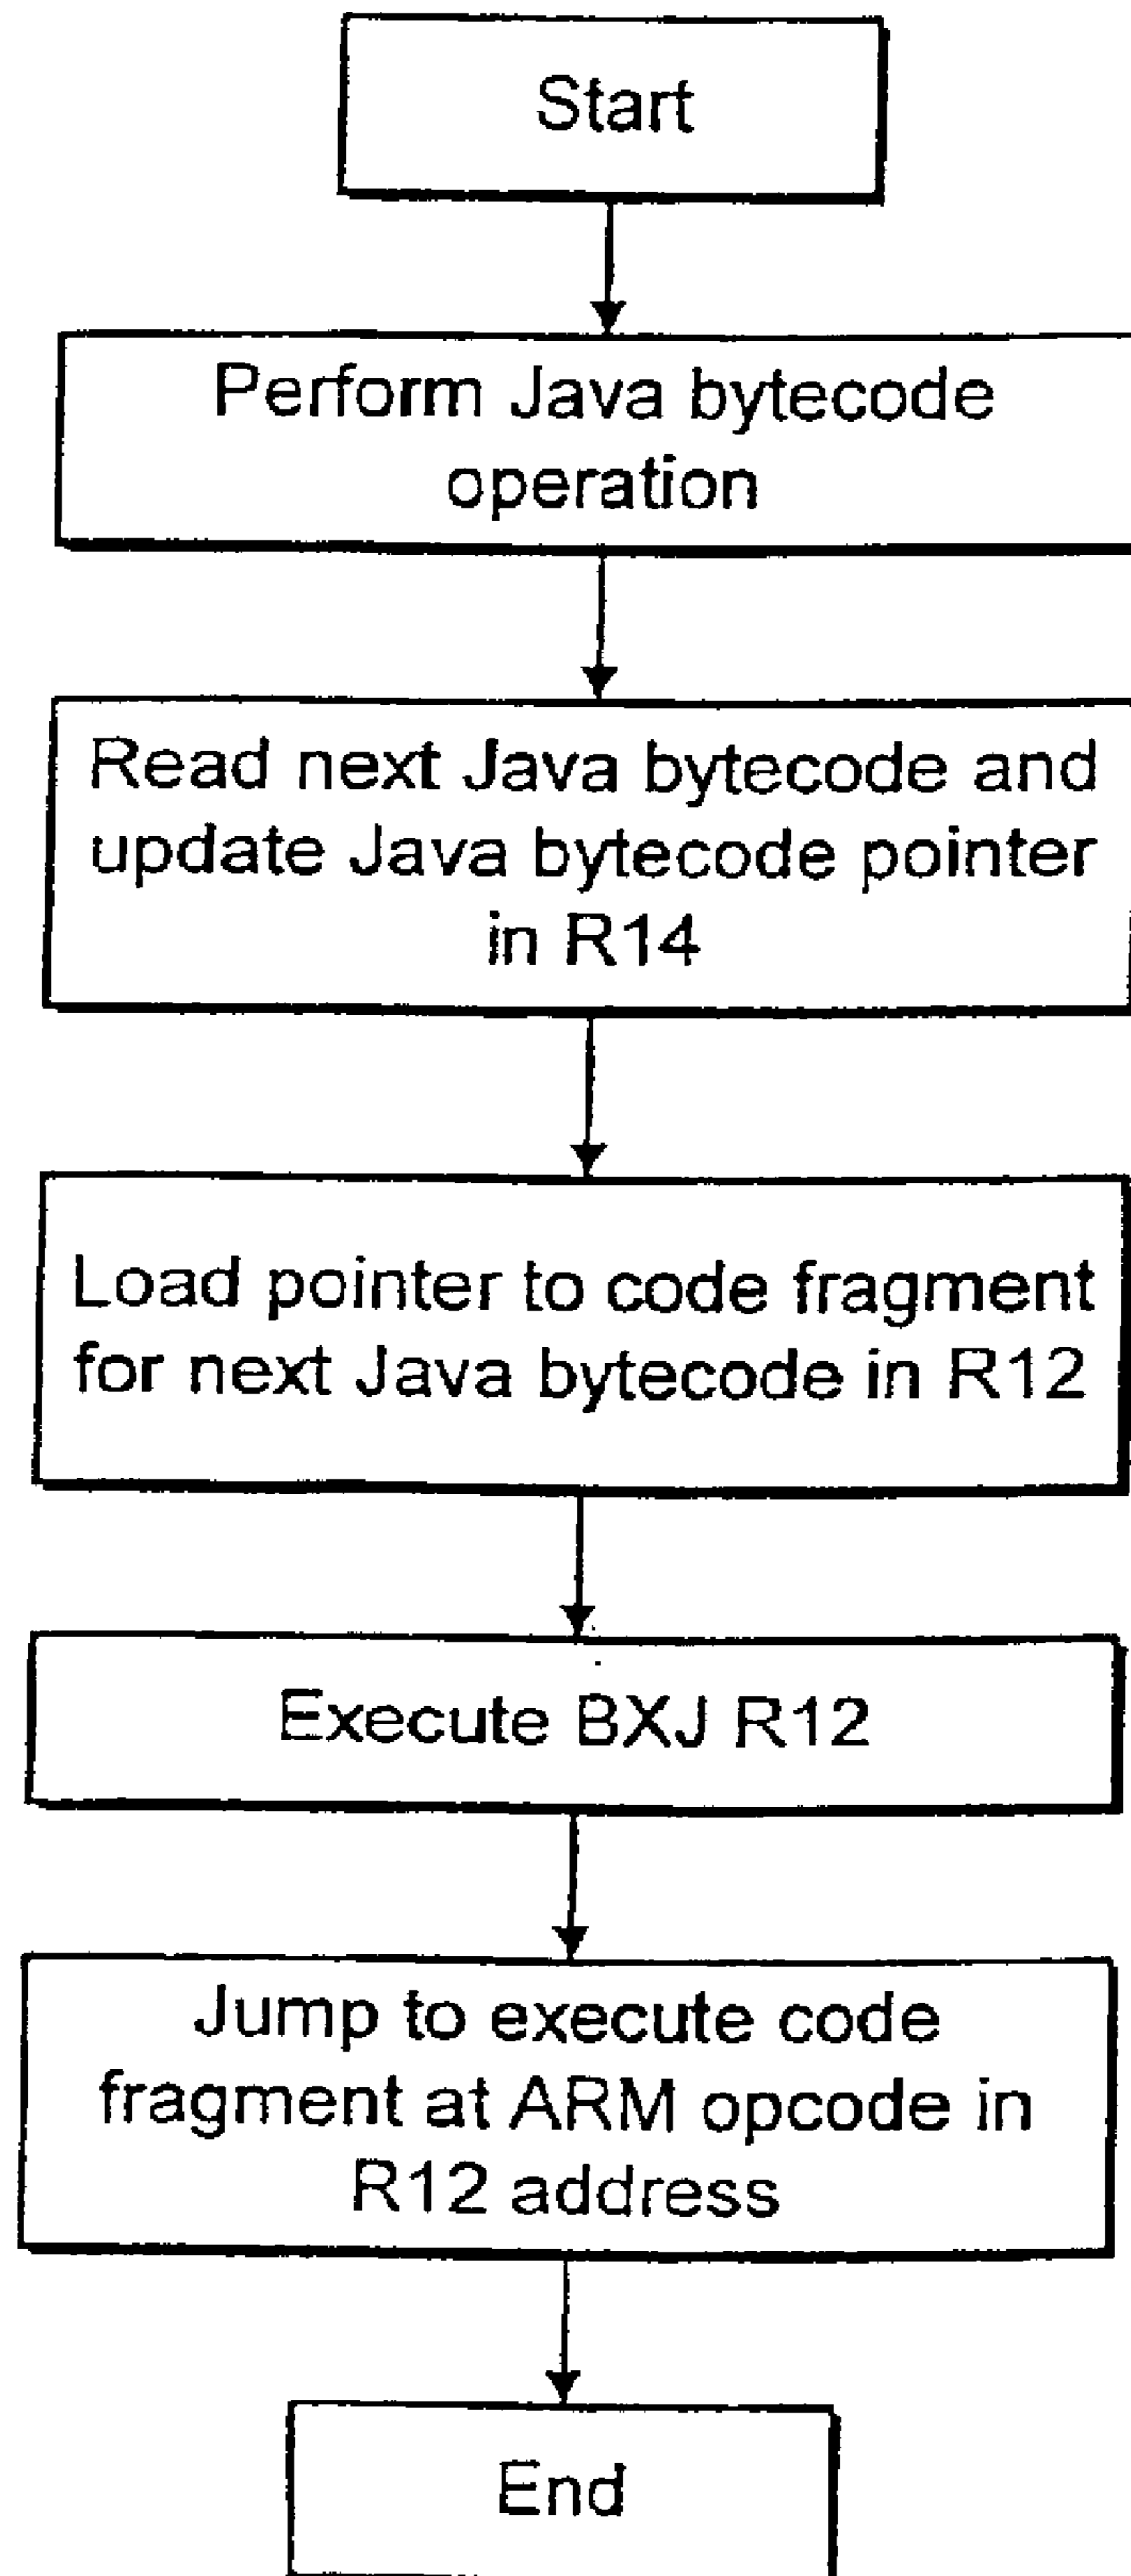 Start
Perform Java bytecode
operation
Read next Java bytecode and
update Java bytecode pointer
in R14
Load pointer to code fragment
for next Java bytecode in R12
Execute BXJ R12
Jump to execute code
fragment at ARM opcode in
R12 address
End